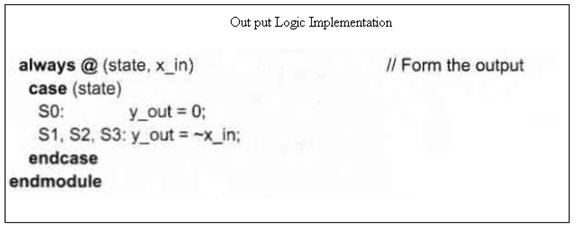 Out put Logic Implementation
always @ (state, x_in) // Form the output
case (state)
S0: y_out = 0;
S1, S2, S3: y_out = ~x_in;
endcase
endmodule